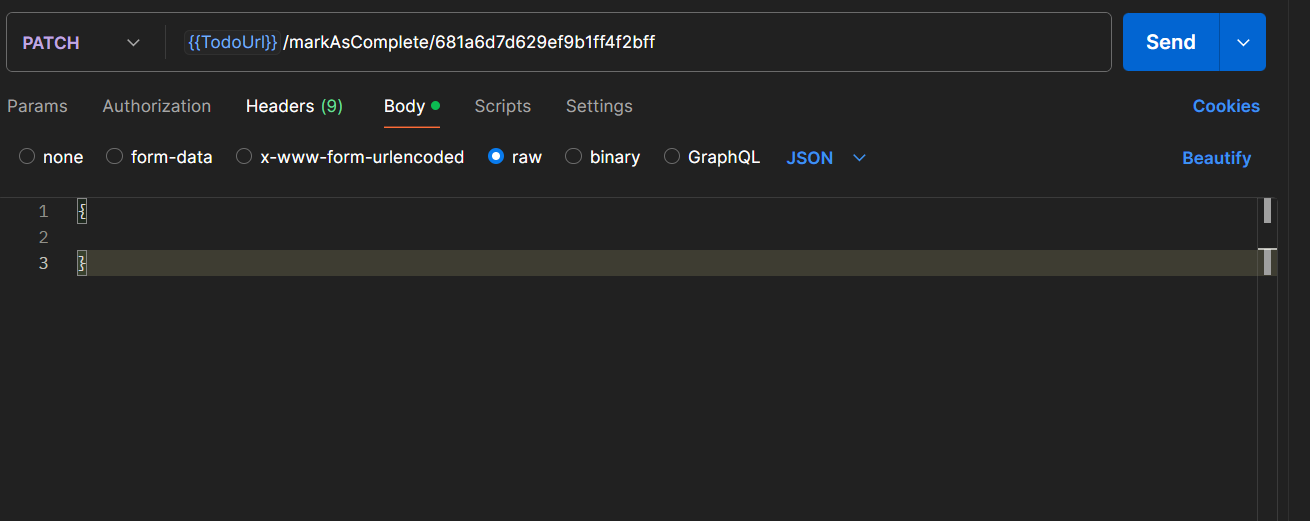 PATCH {{TodoUrl}} /markAsComplete/681a6d7d629ef9b1ff4f2bff Send
Params Authorization Headers (9) Body Scripts Settings Cookies
none form-data x-www-form-urlencoded raw binary GraphQL JSON Beautify
1 {
2
3 }